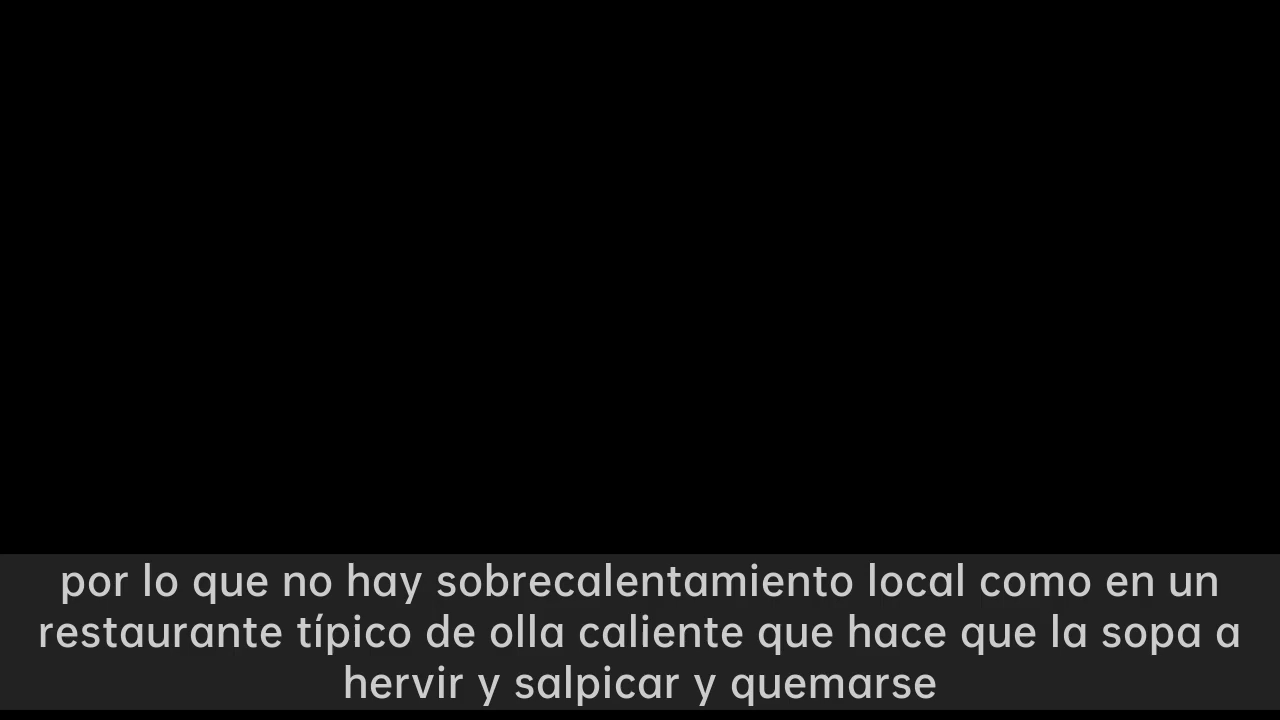 por lo que no hay sobrecalentamiento local como en un
restaurante típico de olla caliente que hace que la sopa a
hervir y salpicar y quemarse